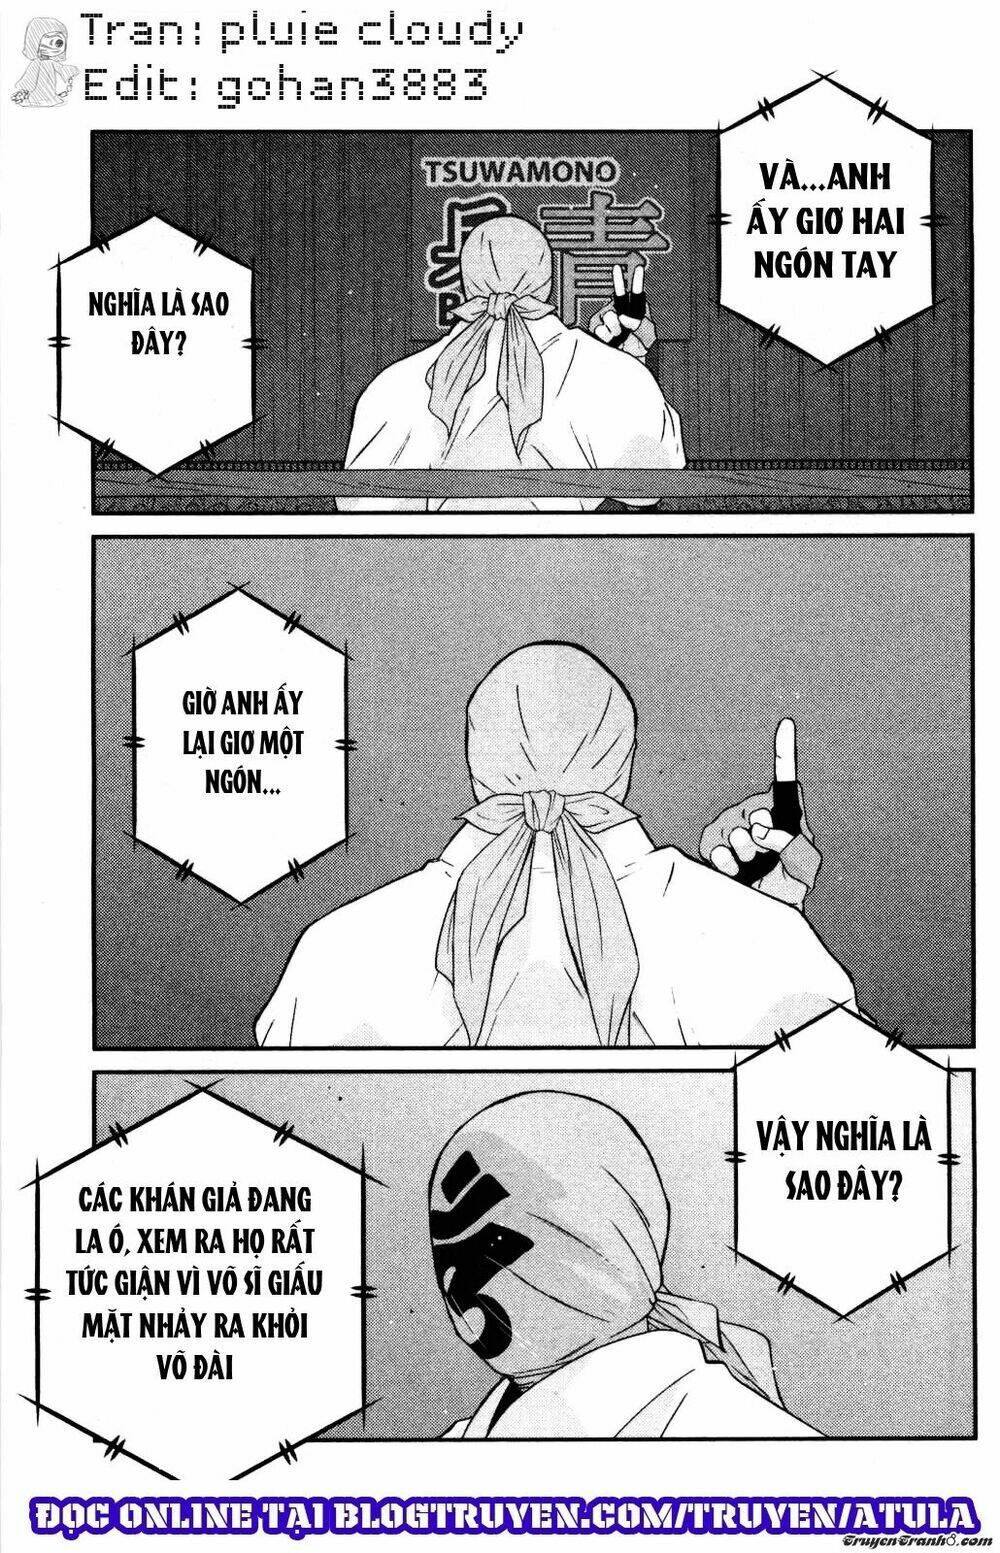 Tran: pluie cloudy
Edit: gohan3883
VÀ...ANH
ẤY GIƠ HAI
NGÓN TAY
TSUWAMONO
青
B
NGHĨA LÀ SAO
ĐÂY?
GIỜ ANH ẤY
LẠI GIƠ MỘT
NGÓN...
VẬY NGHĨA LÀ
SAO ĐÂY?
CÁC KHÁN GIẢ ĐANG
LA Ó, XEM RA HỌ RẤT
TỨC GIẬN VÌ VÕ SĨ GIẤU
MẶT NHẢY RA KHỎI
VÕ ĐÀI
ĐỌC ONLINE TẠI BLOGTRUYEN.COM/TRUYEN/ATULA
TruyenTranh8.com